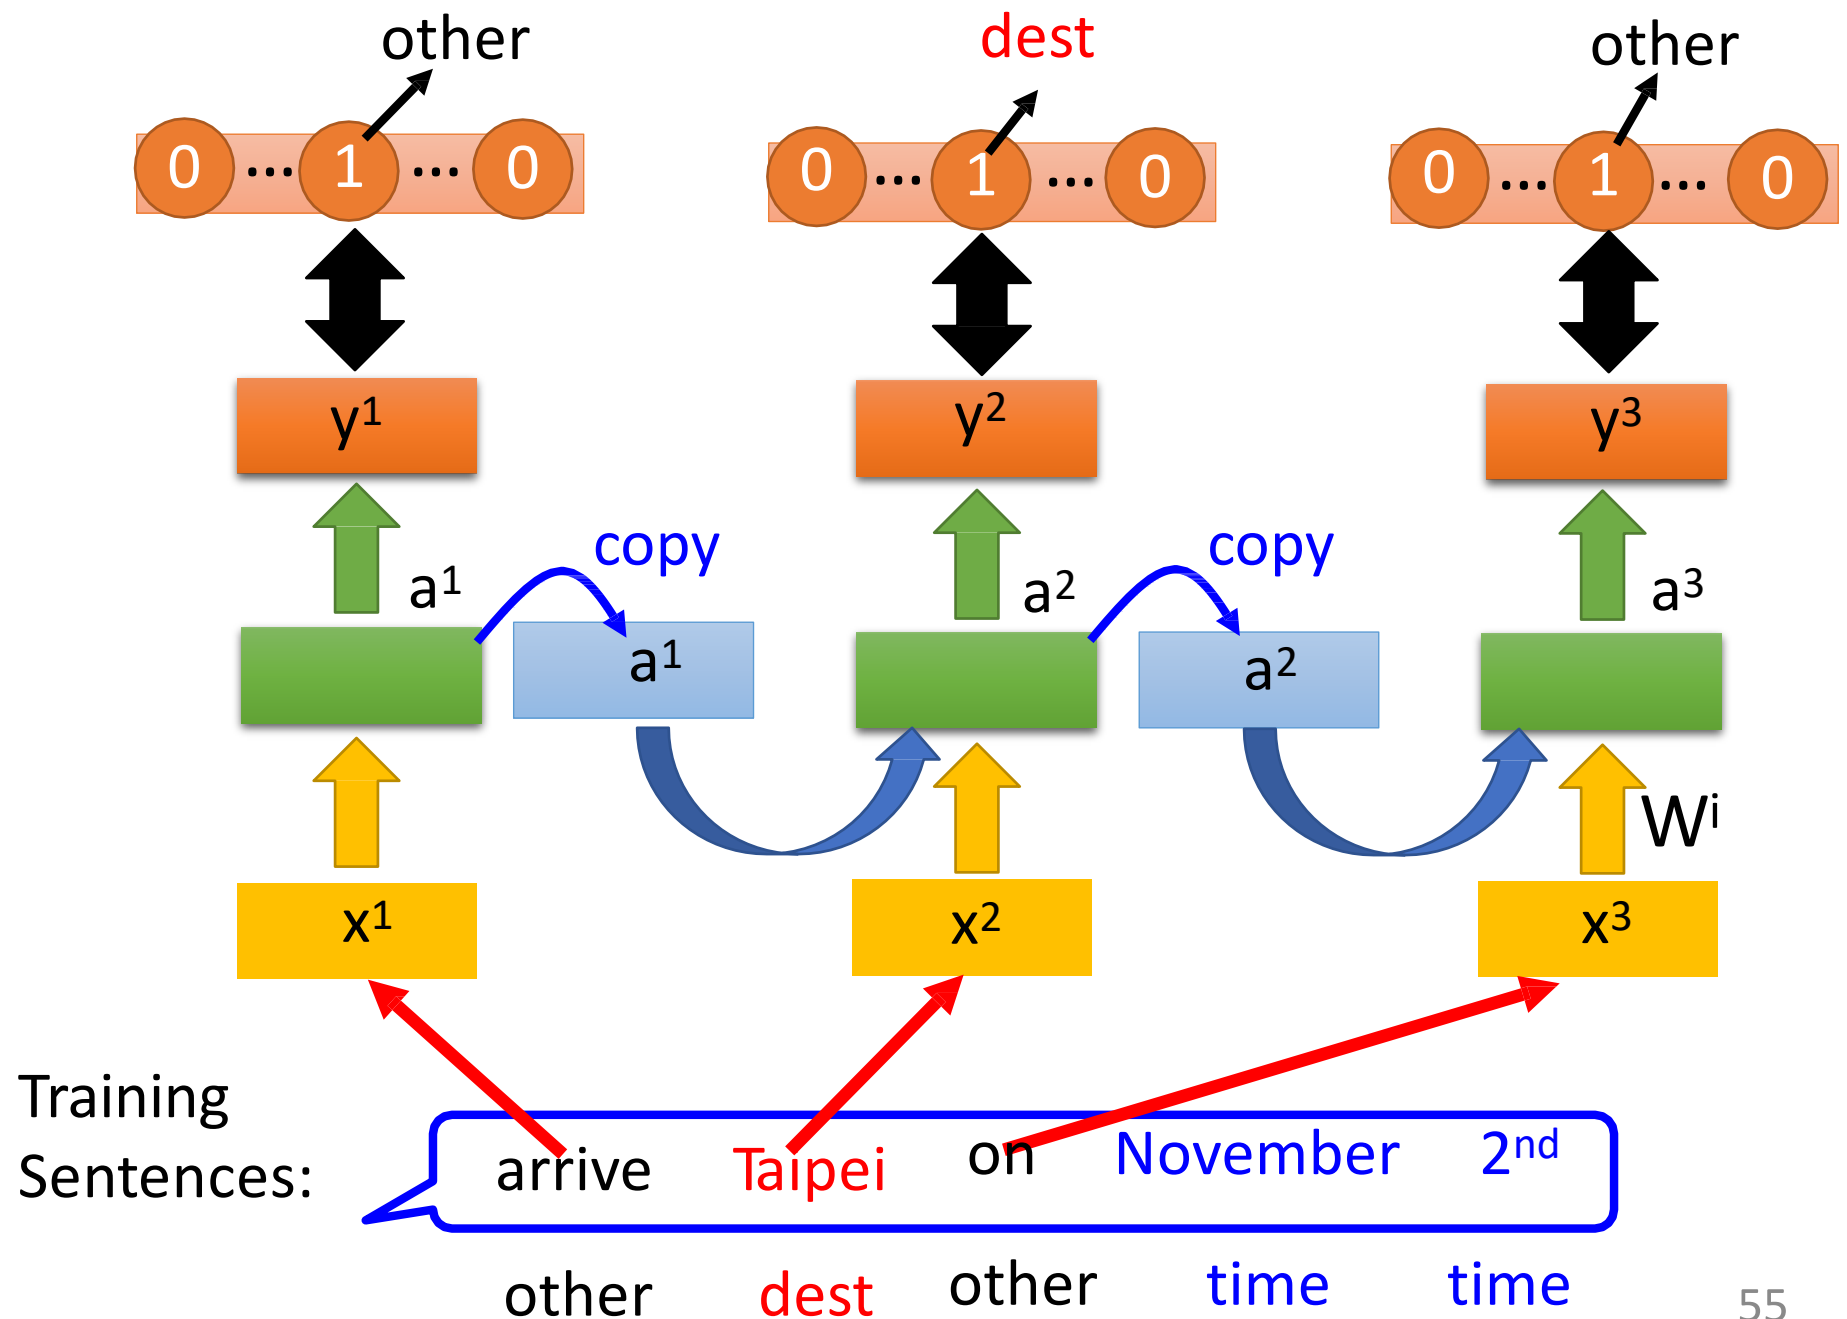 other dest other
0 ... 1 ... 0 0 ... 1 ... 0 0 ... 1 ... 0
y¹ y² y³
copy copy
a¹ a² a³
a¹ a²
Wⁱ
x¹ x² x³
Training
Sentences:
arrive Taipei on November 2ⁿᵈ
other dest other time time
55